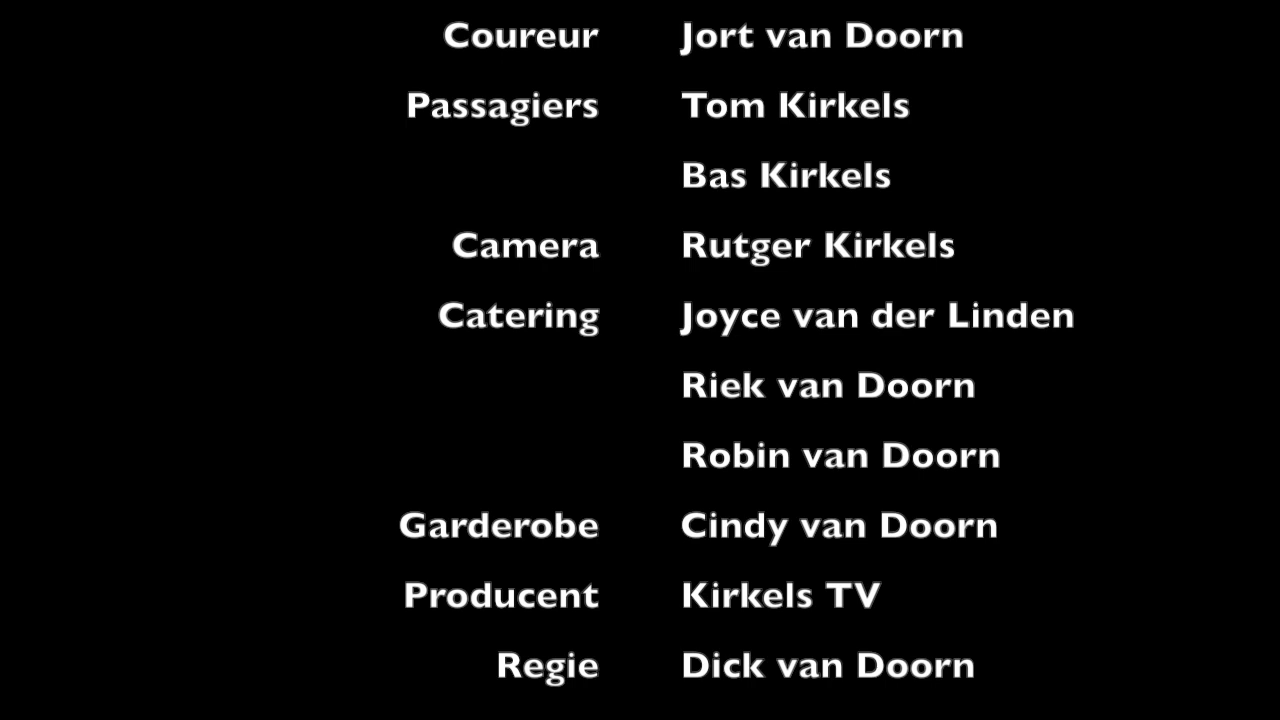 Coureur Jort van Doorn
Passagiers Tom Kirkels
Bas Kirkels
Camera Rutger Kirkels
Catering Joyce van der Linden
Riek van Doorn
Robin van Doorn
Garderobe Cindy van Doorn
Producent Kirkels TV
Regie Dick van Doorn